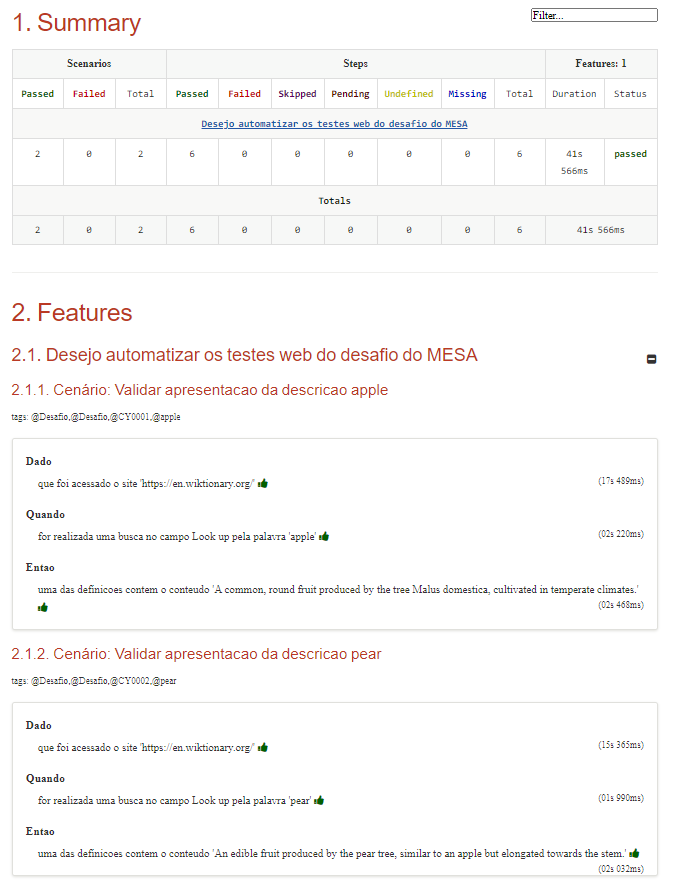 1. Summary
Filter...
Scenarios Steps Features: 1
Passed Failed Total Passed Failed Skipped Pending Undefined Missing Total Duration Status
Desejo automatizar os testes web do desafio do MESA
2 0 2 6 0 0 0 0 0 6 41s 566ms passed
Totals
2 0 2 6 0 0 0 0 0 6 41s 566ms
2. Features
2.1. Desejo automatizar os testes web do desafio do MESA
2.1.1. Cenário: Validar apresentacao da descricao apple
tags: @Desafio,@Desafio,@CY0001,@apple
Dado
que foi acessado o site 'https://en.wiktionary.org/' (17s 489ms)
Quando
for realizada uma busca no campo Look up pela palavra 'apple' (02s 220ms)
Entao
uma das definicoes contem o conteudo 'A common, round fruit produced by the tree Malus domestica, cultivated in temperate climates.'
(02s 468ms)
2.1.2. Cenário: Validar apresentacao da descricao pear
tags: @Desafio,@Desafio,@CY0002,@pear
Dado
que foi acessado o site 'https://en.wiktionary.org/' (15s 365ms)
Quando
for realizada uma busca no campo Look up pela palavra 'pear' (01s 990ms)
Entao
uma das definicoes contem o conteudo 'An edible fruit produced by the pear tree, similar to an apple but elongated towards the stem.'
(02s 032ms)